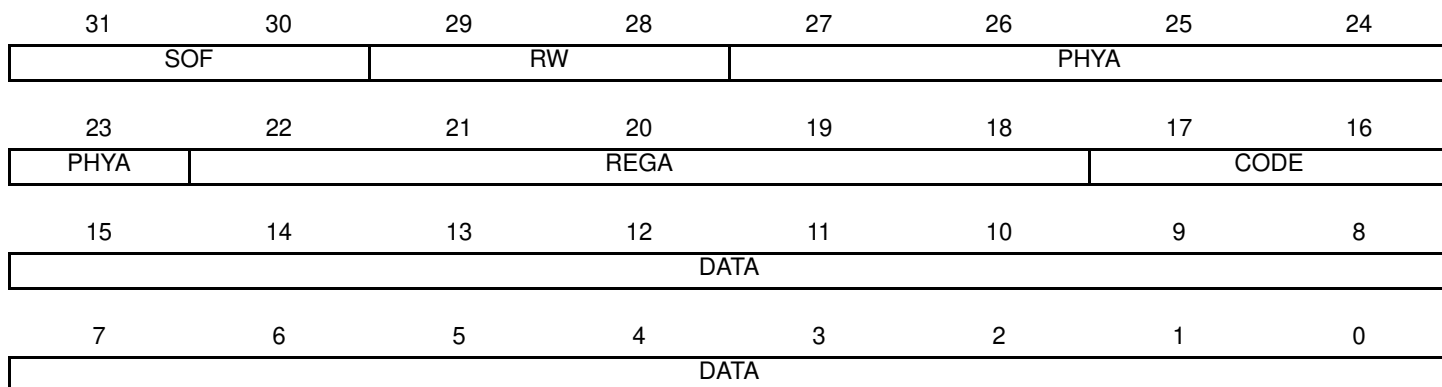 31 30 29 28 27 26 25 24
SOF RW PHYA
23 22 21 20 19 18 17 16
PHYA REGA CODE
15 14 13 12 11 10 9 8
DATA
7 6 5 4 3 2 1 0
DATA